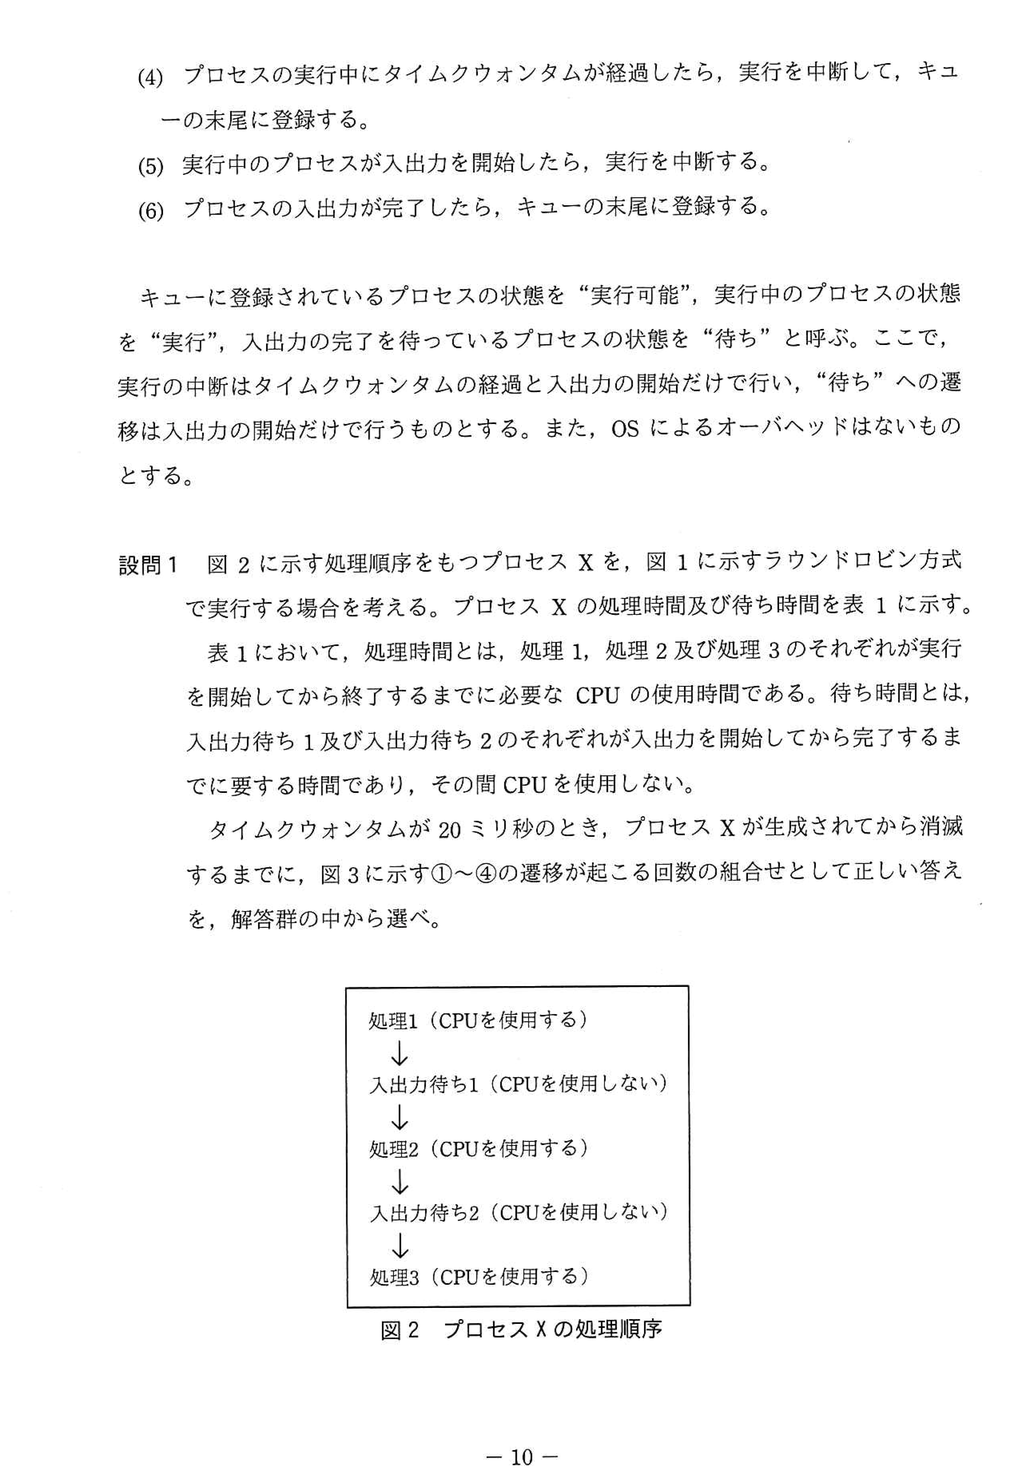 (4) プロセスの実行中にタイムクウォンタムが経過したら，実行を中断して，キュ
ーの末尾に登録する。
(5) 実行中のプロセスが入出力を開始したら，実行を中断する。
(6) プロセスの入出力が完了したら，キューの末尾に登録する。
キューに登録されているプロセスの状態を“実行可能”，実行中のプロセスの状態
を“実行”，入出力の完了を待っているプロセスの状態を“待ち”と呼ぶ。ここで，
実行の中断はタイムクウォンタムの経過と入出力の開始だけで行い，“待ち”への遷
移は入出力の開始だけで行うものとする。また，OS によるオーバヘッドはないもの
とする。
設問1 図 2 に示す処理順序をもつプロセス X を，図 1 に示すラウンドロビン方式
で実行する場合を考える。プロセス X の処理時間及び待ち時間を表 1 に示す。
表 1 において，処理時間とは，処理 1，処理 2 及び処理 3 のそれぞれが実行
を開始してから終了するまでに必要な CPU の使用時間である。待ち時間とは，
入出力待ち 1 及び入出力待ち 2 のそれぞれが入出力を開始してから完了するま
でに要する時間であり，その間 CPU を使用しない。
タイムクウォンタムが 20 ミリ秒のとき，プロセス X が生成されてから消滅
するまでに，図 3 に示す①～④の遷移が起こる回数の組合せとして正しい答え
を，解答群の中から選べ。
処理1（CPUを使用する）
↓
入出力待ち1（CPUを使用しない）
↓
処理2（CPUを使用する）
↓
入出力待ち2（CPUを使用しない）
↓
処理3（CPUを使用する）
図2 プロセス X の処理順序
－ 10 －